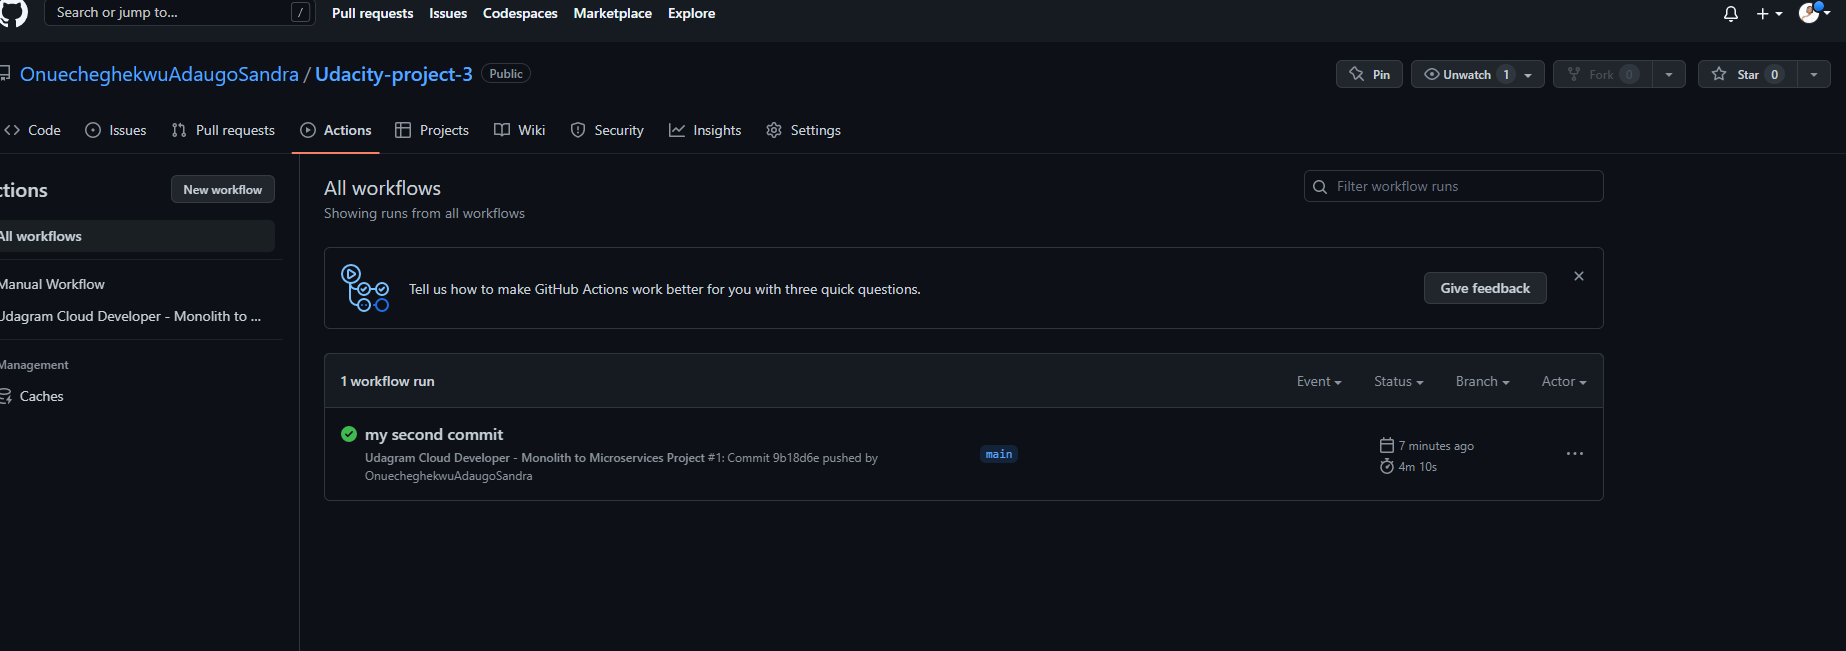 Search or jump to... /
Pull requests Issues Codespaces Marketplace Explore
OnuecheghekwuAdaugoSandra / Udacity-project-3 Public
Pin Unwatch 1 Fork 0 Star 0
Code Issues Pull requests Actions Projects Wiki Security Insights Settings
ctions New workflow
All workflows
Manual Workflow
Udagram Cloud Developer - Monolith to ...
Management
Caches
All workflows
Showing runs from all workflows
Filter workflow runs
Tell us how to make GitHub Actions work better for you with three quick questions.
Give feedback
1 workflow run
Event Status Branch Actor
my second commit
Udagram Cloud Developer - Monolith to Microservices Project #1: Commit 9b18d6e pushed by
OnuecheghekwuAdaugoSandra
main
7 minutes ago
4m 10s